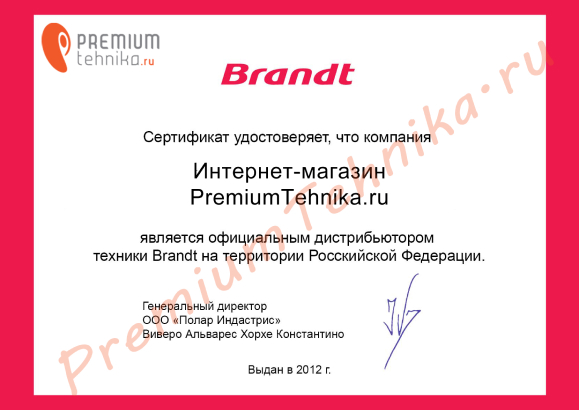 PREMIUM
tehnika.ru
Brandt
Сертификат удостоверяет, что компания
Интернет-магазин
PremiumTehnika.ru
является официальным дистрибьютором
техники Brandt на территории Росскийской Федерации.
Генеральный директор
ООО «Полар Индастрис»
Виверо Альварес Хорхе Константино
Выдан в 2012 г.
PremiumTehnika.ru